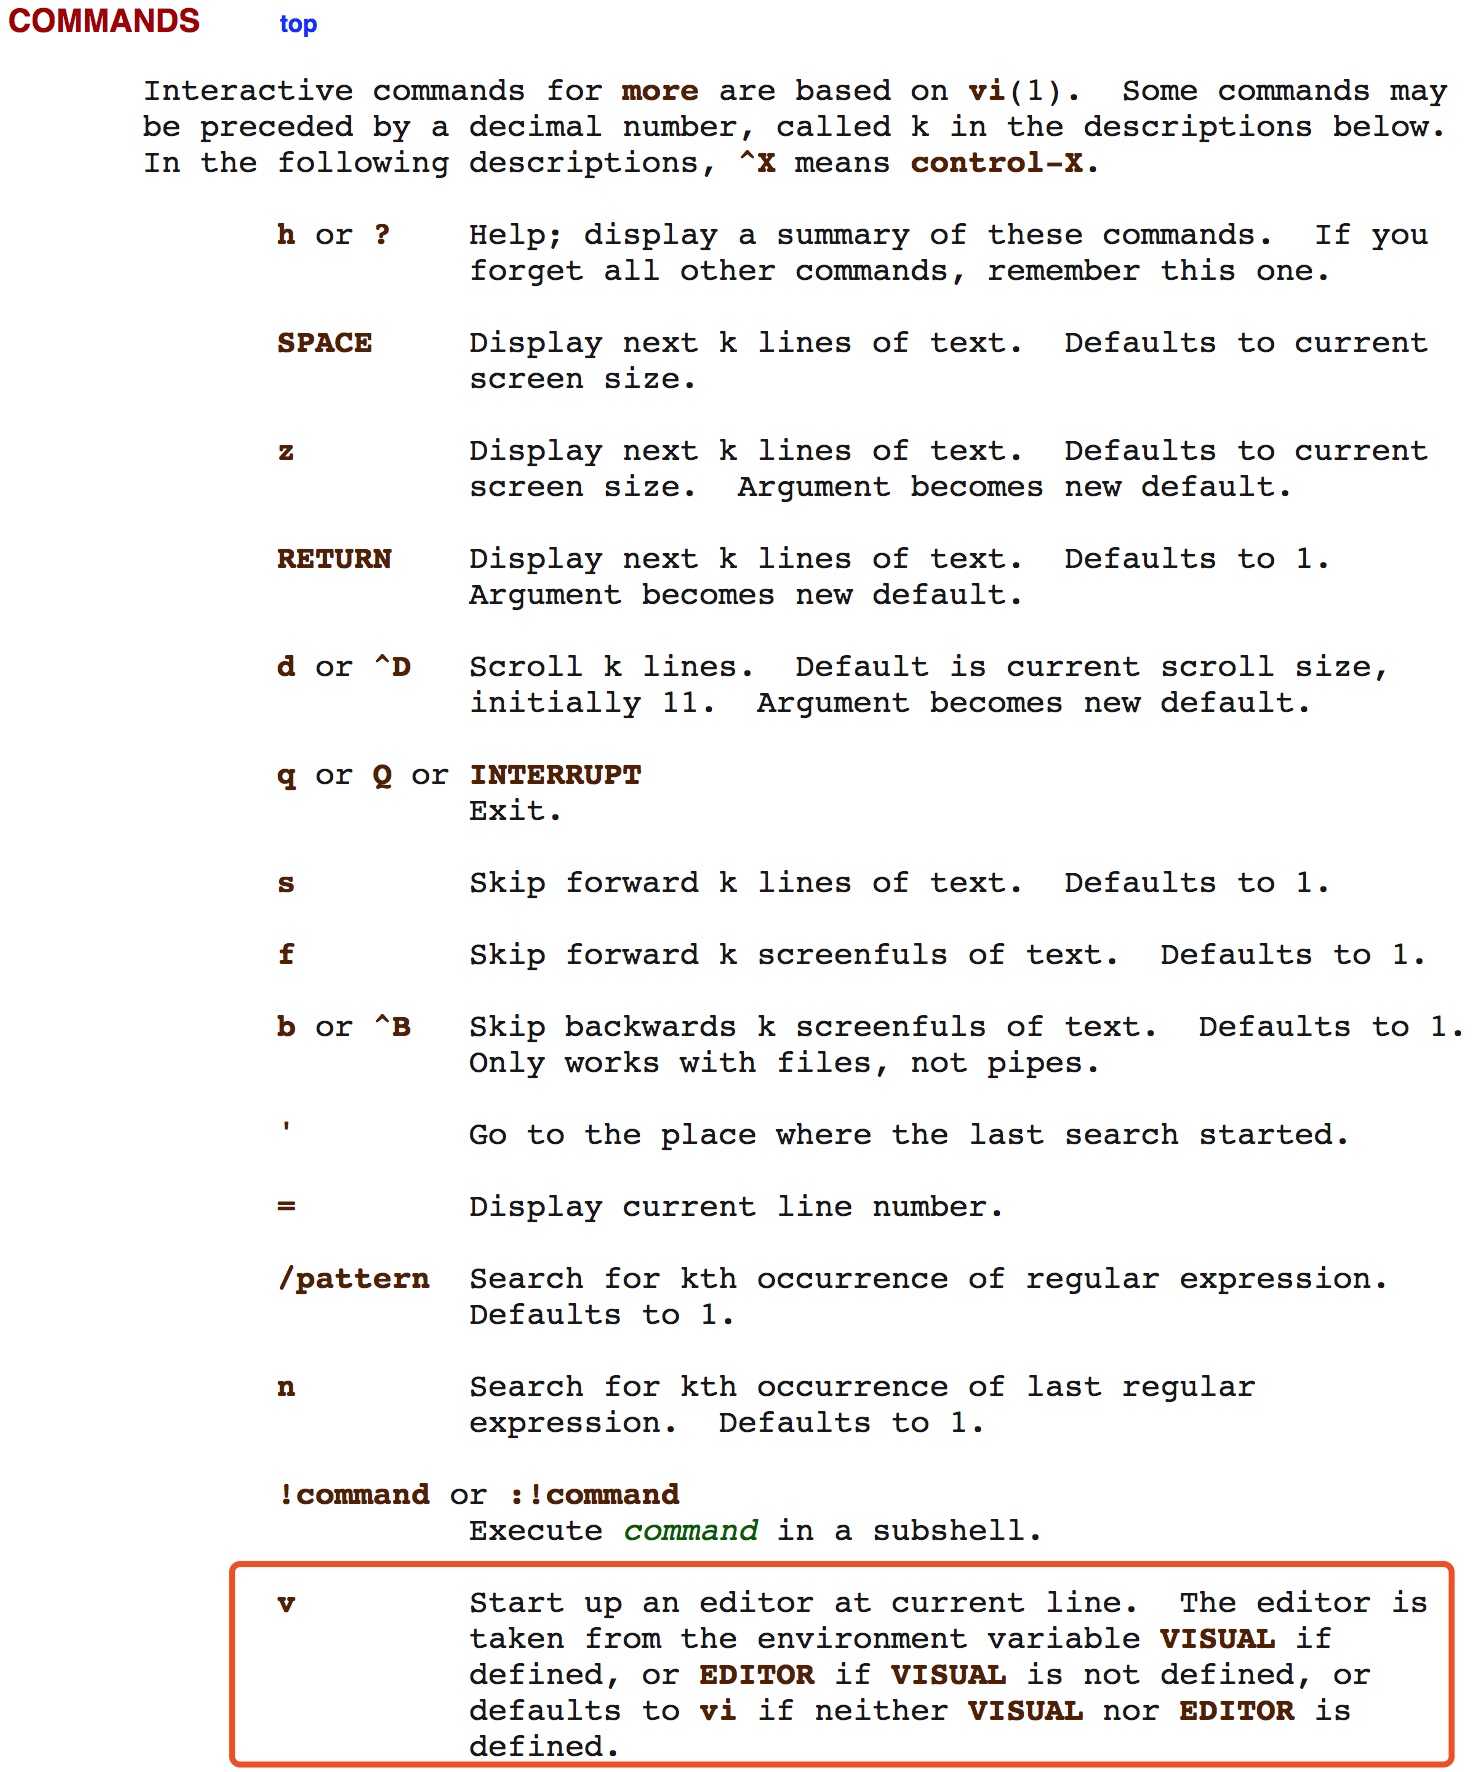 COMMANDS top
Interactive commands for more are based on vi(1). Some commands may
be preceded by a decimal number, called k in the descriptions below.
In the following descriptions, ^X means control-X.
h or ? Help; display a summary of these commands. If you
forget all other commands, remember this one.
SPACE Display next k lines of text. Defaults to current
screen size.
z Display next k lines of text. Defaults to current
screen size. Argument becomes new default.
RETURN Display next k lines of text. Defaults to 1.
Argument becomes new default.
d or ^D Scroll k lines. Default is current scroll size,
initially 11. Argument becomes new default.
q or Q or INTERRUPT
Exit.
s Skip forward k lines of text. Defaults to 1.
f Skip forward k screenfuls of text. Defaults to 1.
b or ^B Skip backwards k screenfuls of text. Defaults to 1.
Only works with files, not pipes.
' Go to the place where the last search started.
= Display current line number.
/pattern Search for kth occurrence of regular expression.
Defaults to 1.
n Search for kth occurrence of last regular
expression. Defaults to 1.
!command or :!command
Execute command in a subshell.
v Start up an editor at current line. The editor is
taken from the environment variable VISUAL if
defined, or EDITOR if VISUAL is not defined, or
defaults to vi if neither VISUAL nor EDITOR is
defined.